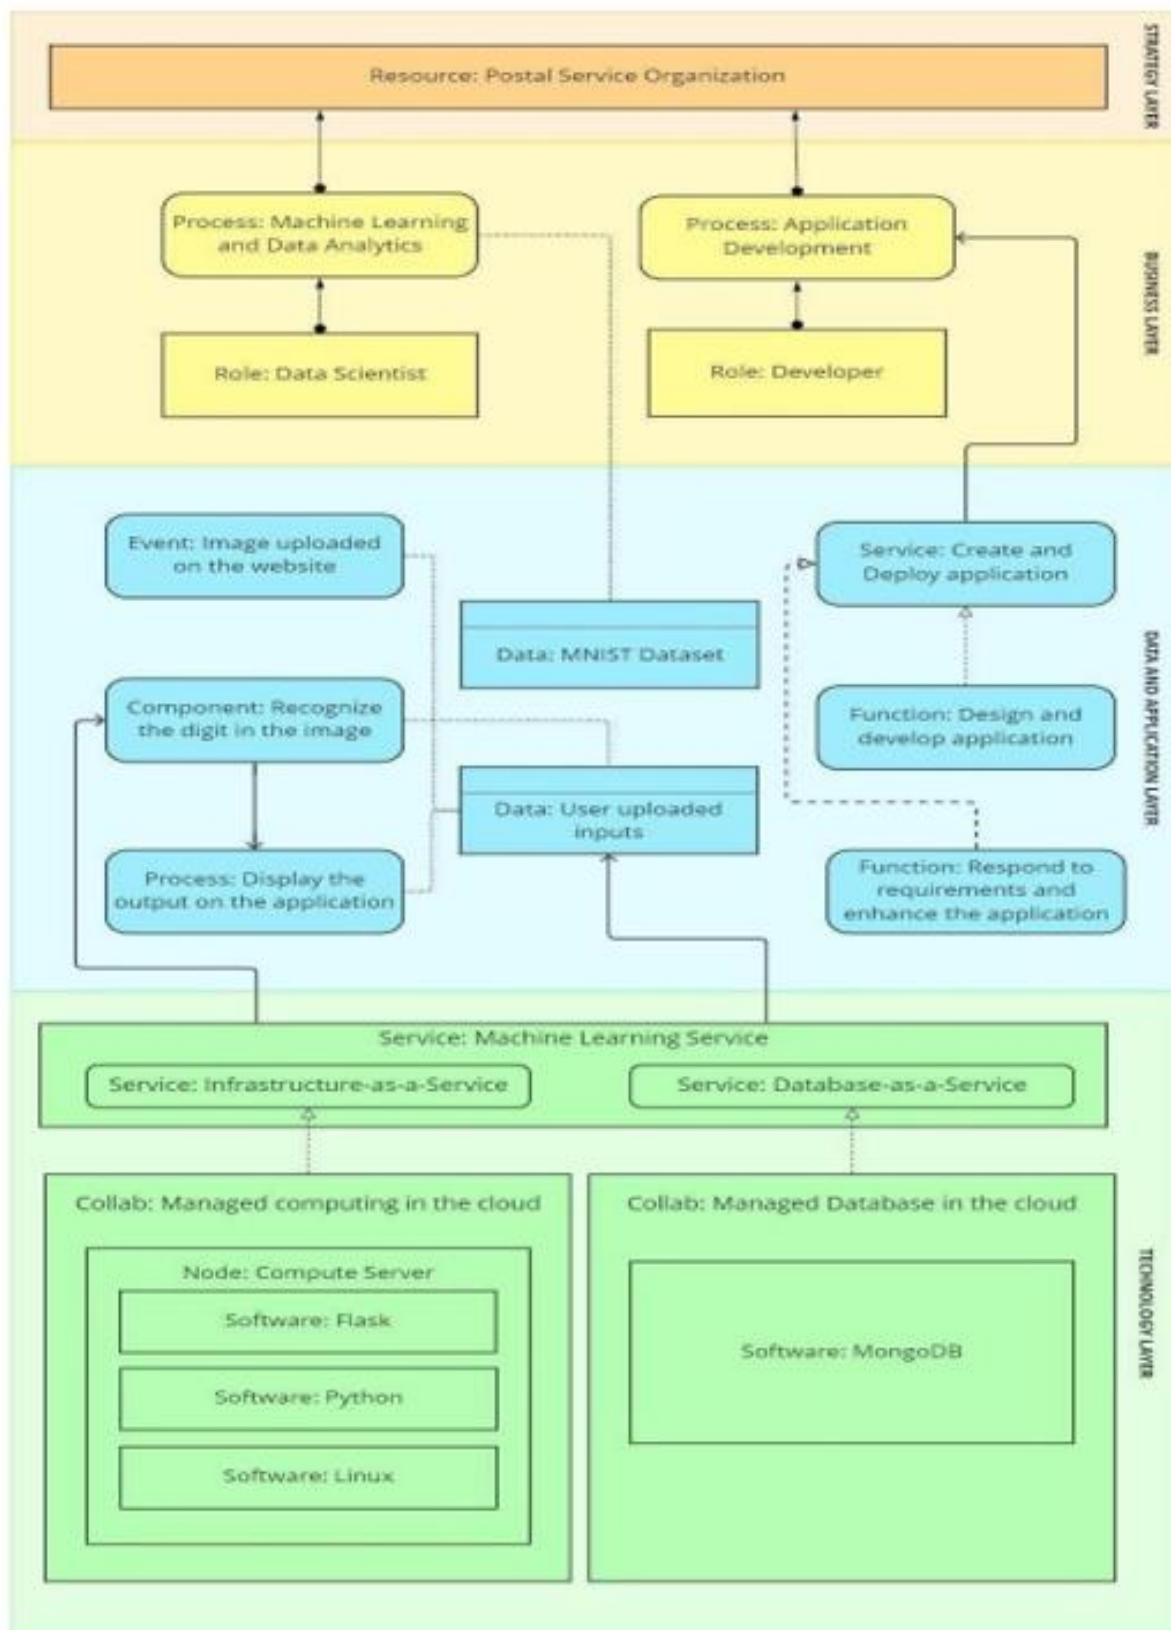 STRATEGY LAYER
Resource: Postal Service Organization
BUSINESS LAYER
Process: Machine Learning
and Data Analytics
Process: Application
Development
Role: Data Scientist
Role: Developer
DATA AND APPLICATION LAYER
Event: Image uploaded
on the website
Service: Create and
Deploy application
Data: MNIST Dataset
Component: Recognize
the digit in the image
Function: Design and
develop application
Data: User uploaded
inputs
Process: Display the
output on the application
Function: Respond to
requirements and
enhance the application
Service: Machine Learning Service
Service: Infrastructure-as-a-Service
Service: Database-as-a-Service
TECHNOLOGY LAYER
Collab: Managed computing in the cloud
Node: Compute Server
Software: Flask
Software: Python
Software: Linux
Collab: Managed Database in the cloud
Software: MongoDB